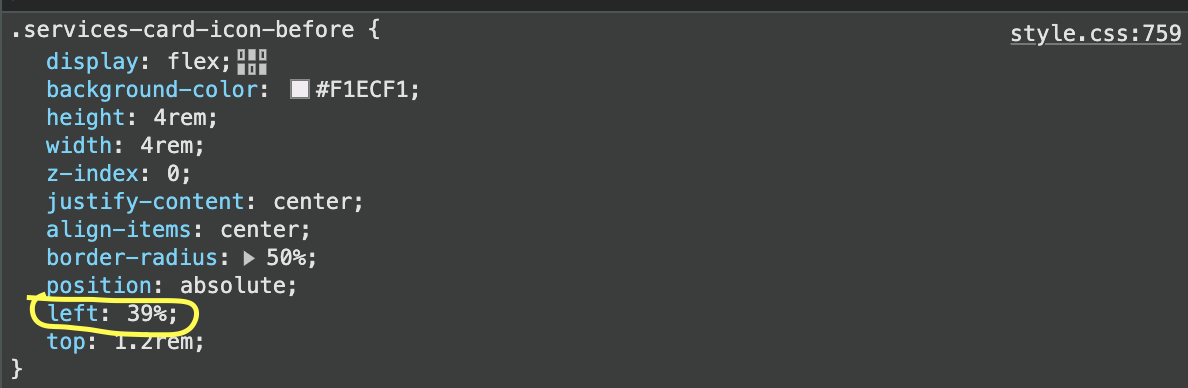 .services-card-icon-before {
style.css:759
display: flex;
background-color: #F1ECF1;
height: 4rem;
width: 4rem;
z-index: 0;
justify-content: center;
align-items: center;
border-radius: 50%;
position: absolute;
left: 39%;
top: 1.2rem;
}